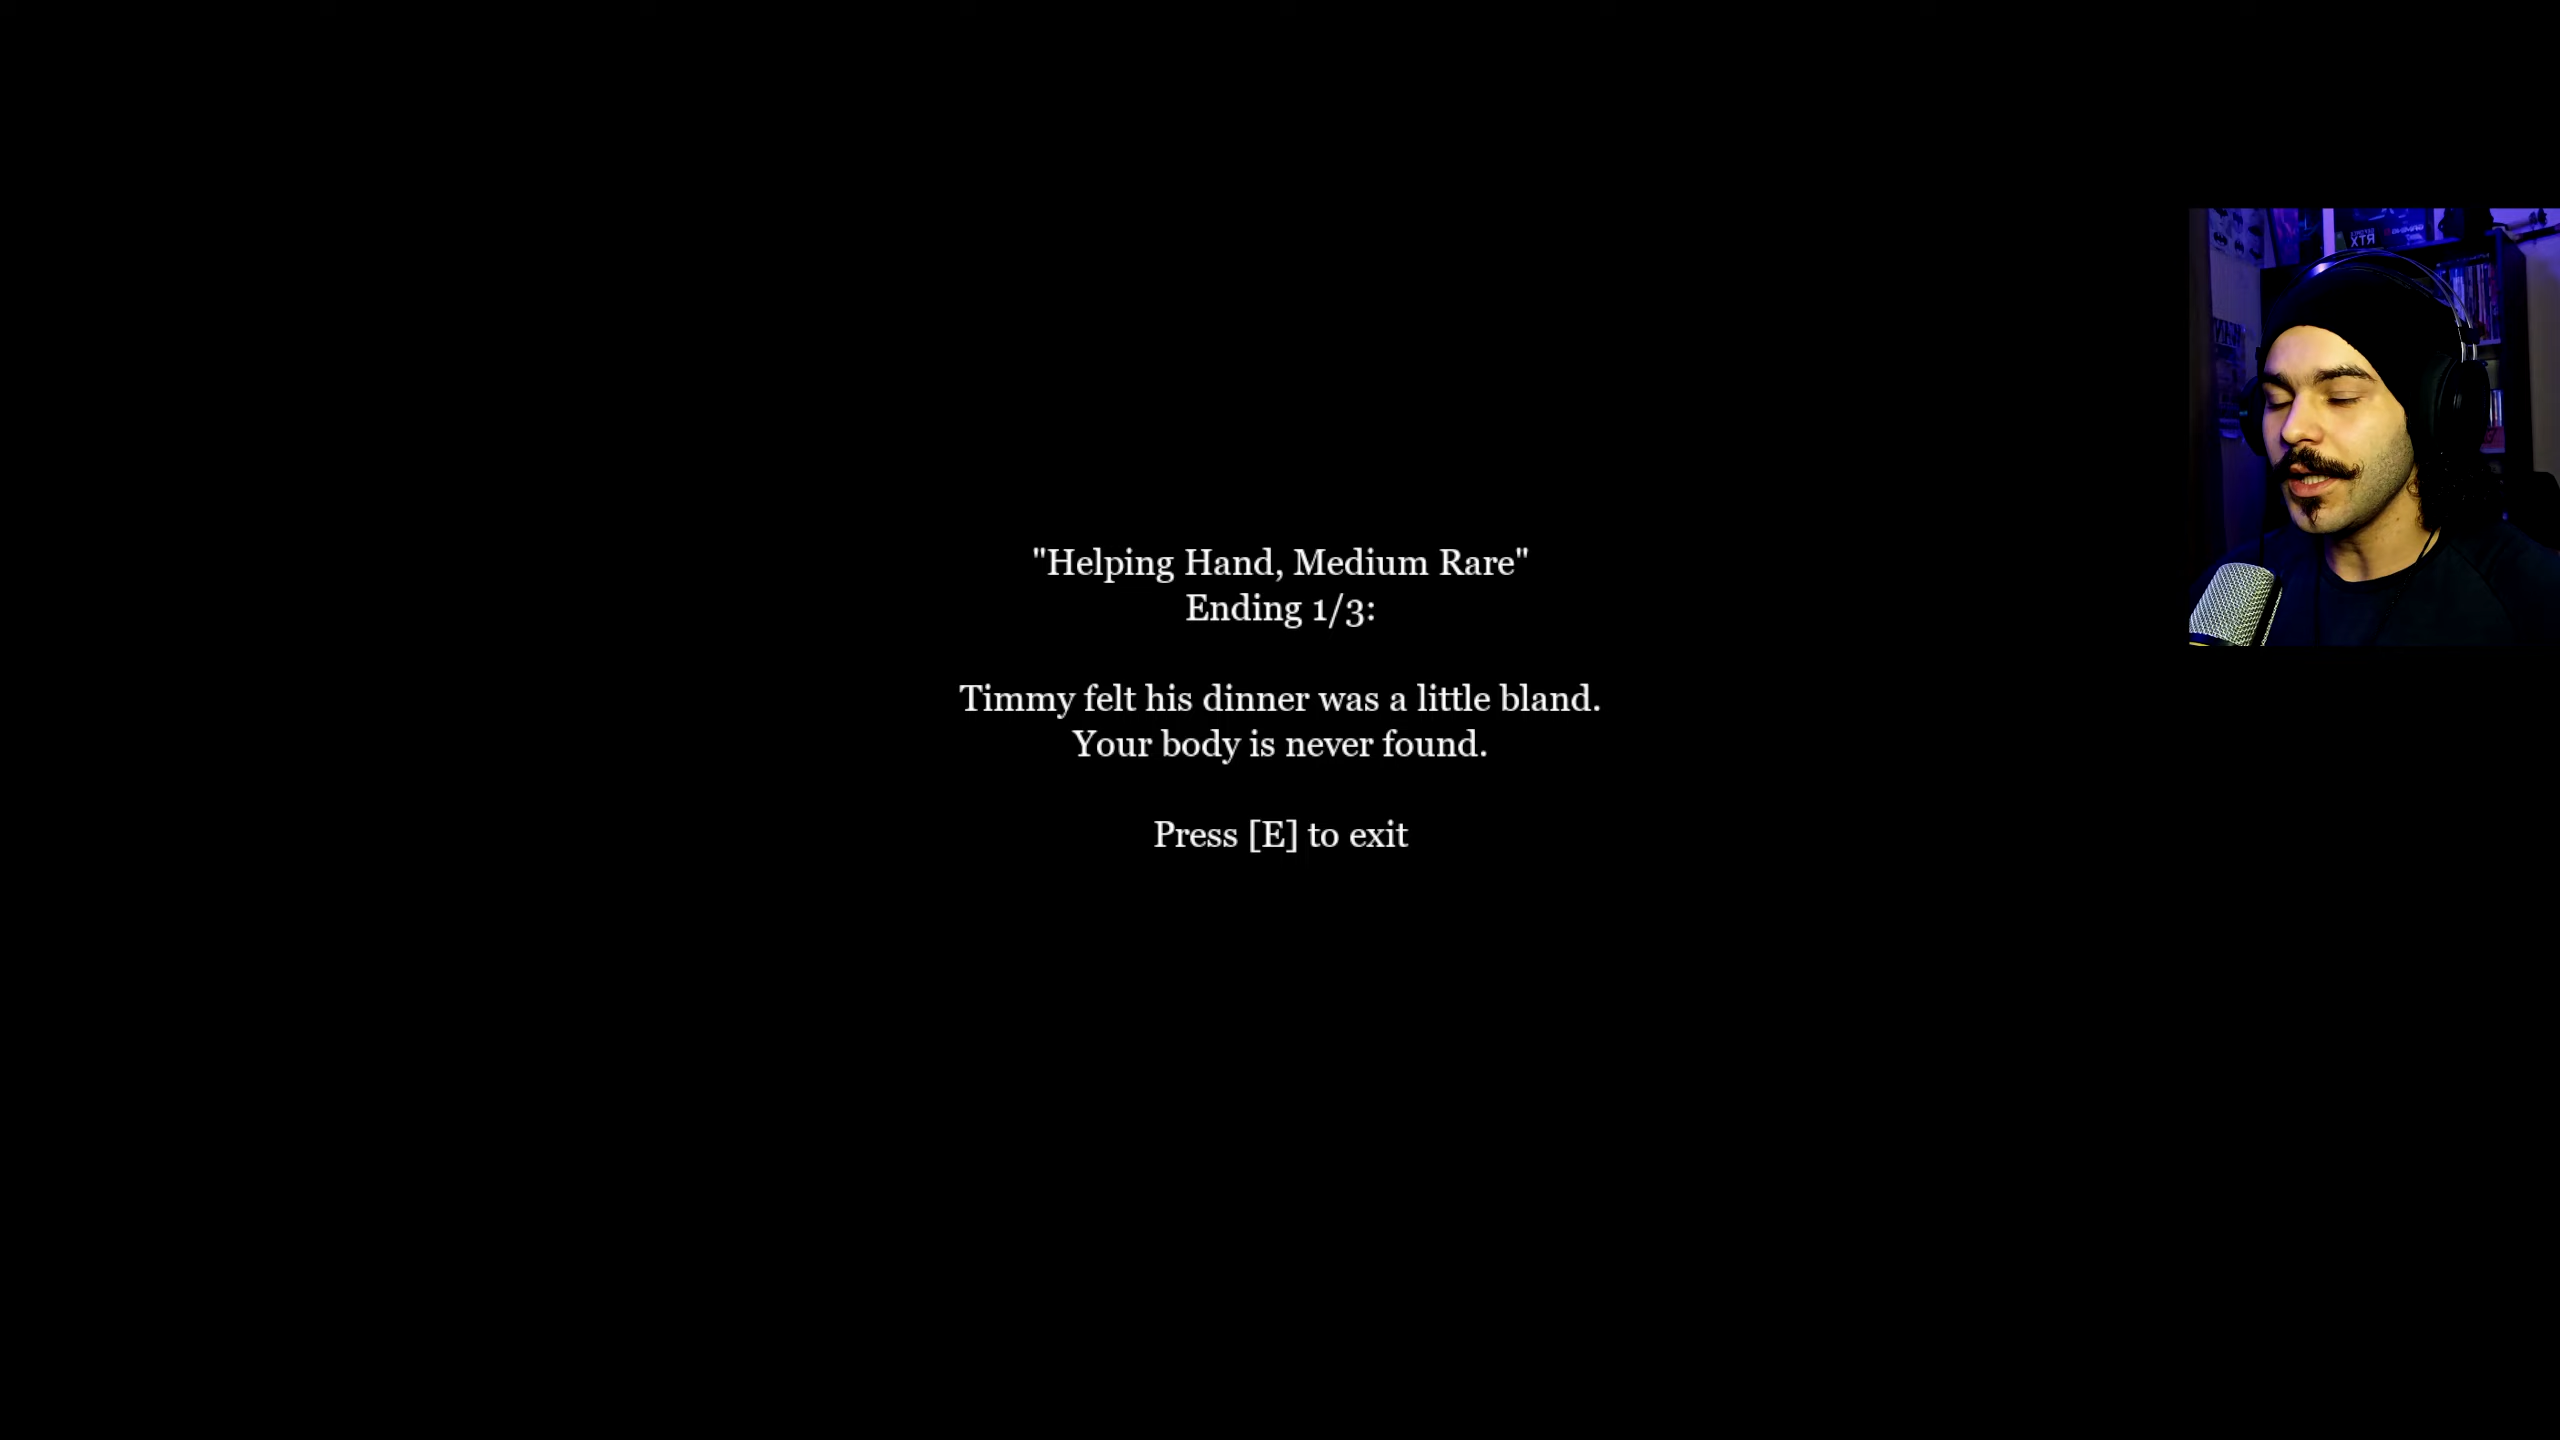 "Helping Hand, Medium Rare"
Ending 1/3:
Timmy felt his dinner was a little bland.
Your body is never found.
Press [E] to exit
RTX